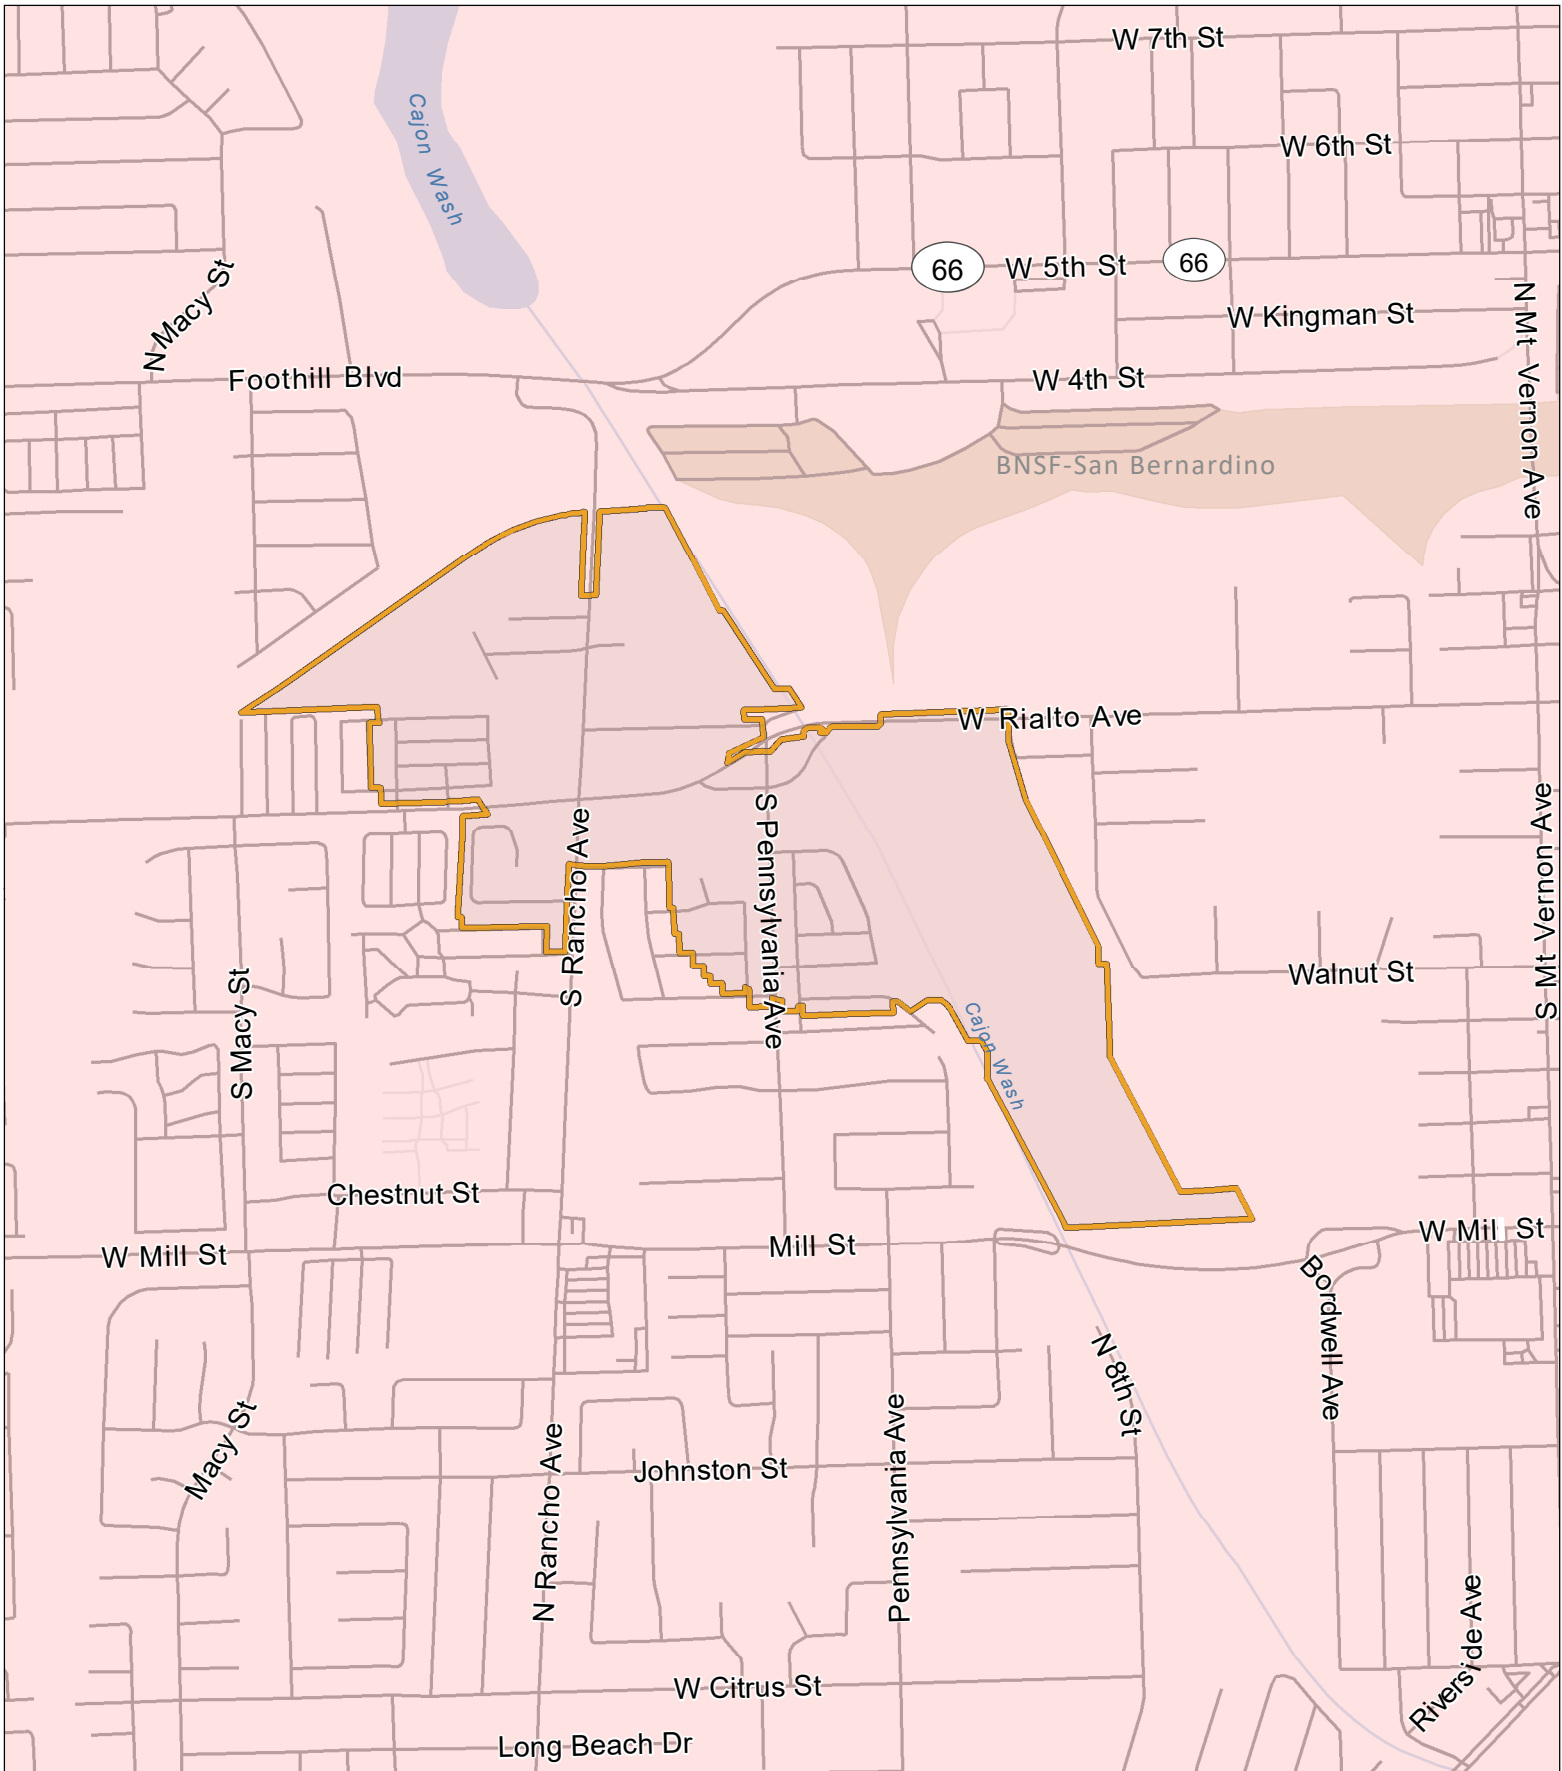 W 7th St
Cajon Wash
W 6th St
66
W 5th St
66
N Macy St
W Kingman St
N Mt Vernon Ave
Foothill Blvd
W 4th St
BNSF-San Bernardino
W Rialto Ave
S Pennsylvania Ave
S Rancho Ave
S Mt Vernon Ave
Walnut St
S Macy St
Cajon Wash
Chestnut St
W Mill St
Mill St
W Mil St
Bordwell Ave
N 8th St
Macy St
N Rancho Ave
Johnston St
Pennsylvania Ave
Riverside Ave
W Citrus St
Long Beach Dr